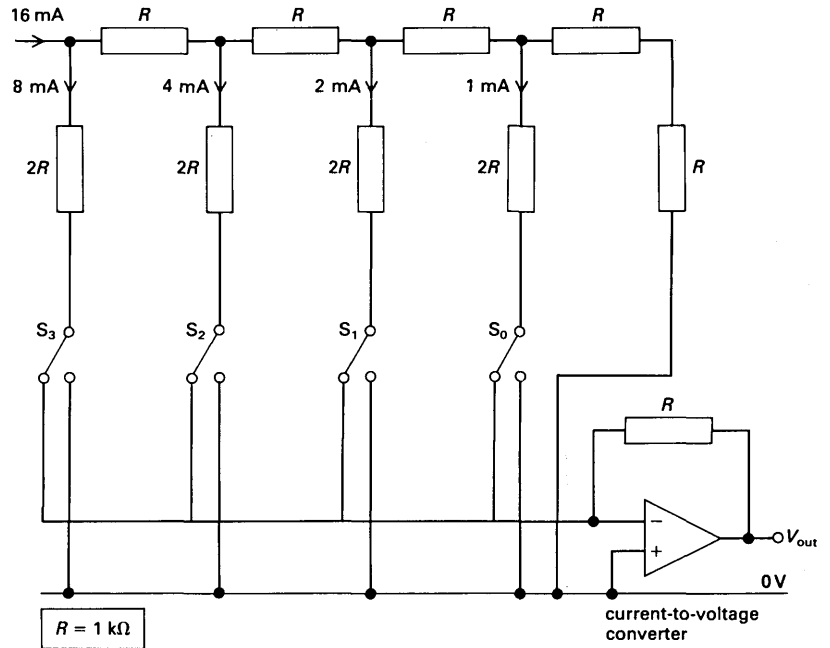 16 mA
R
R
R
R
8 mA
4 mA
2 mA
1 mA
2R
2R
2R
2R
R
S₃
S₂
S₁
S₀
R
−
+
Vout
0 V
R = 1 kΩ
current-to-voltage
converter